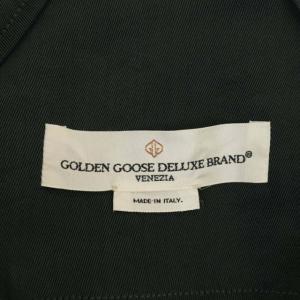 GOLDEN GOOSE DELUXE BRAND®
VENEZIA
MADE IN ITALY.